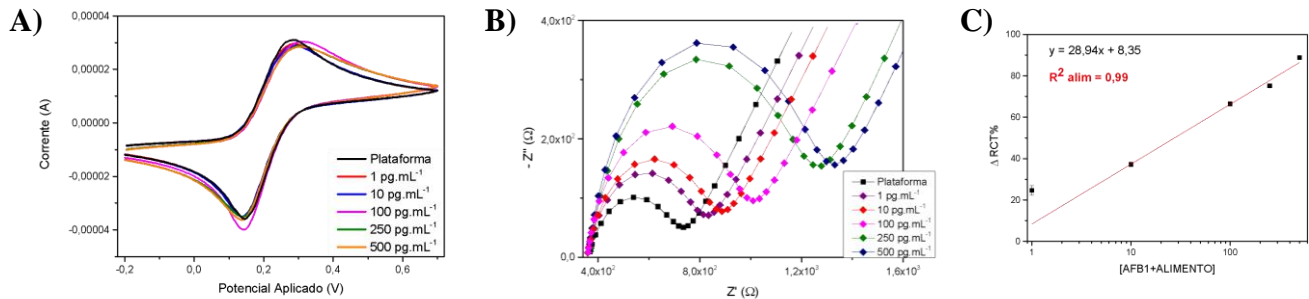 A)
0,00004
0,00002
0,00000
-0,00002
-0,00004
Corrente (A)
-0,2
0,0
0,2
0,4
0,6
Potencial Aplicado (V)
Plataforma
1 pg.mL⁻¹
10 pg.mL⁻¹
100 pg.mL⁻¹
250 pg.mL⁻¹
500 pg.mL⁻¹
B)
4,0x10²
2,0x10²
0,0
- Z'' (Ω)
4,0x10²
8,0x10²
1,2x10³
1,6x10³
Z' (Ω)
Plataforma
1 pg.mL⁻¹
10 pg.mL⁻¹
100 pg.mL⁻¹
250 pg.mL⁻¹
500 pg.mL⁻¹
C)
100
80
60
40
20
0
Δ RCT%
y = 28,94x + 8,35
R² alim = 0,99
1
10
100
[AFB1+ALIMENTO]